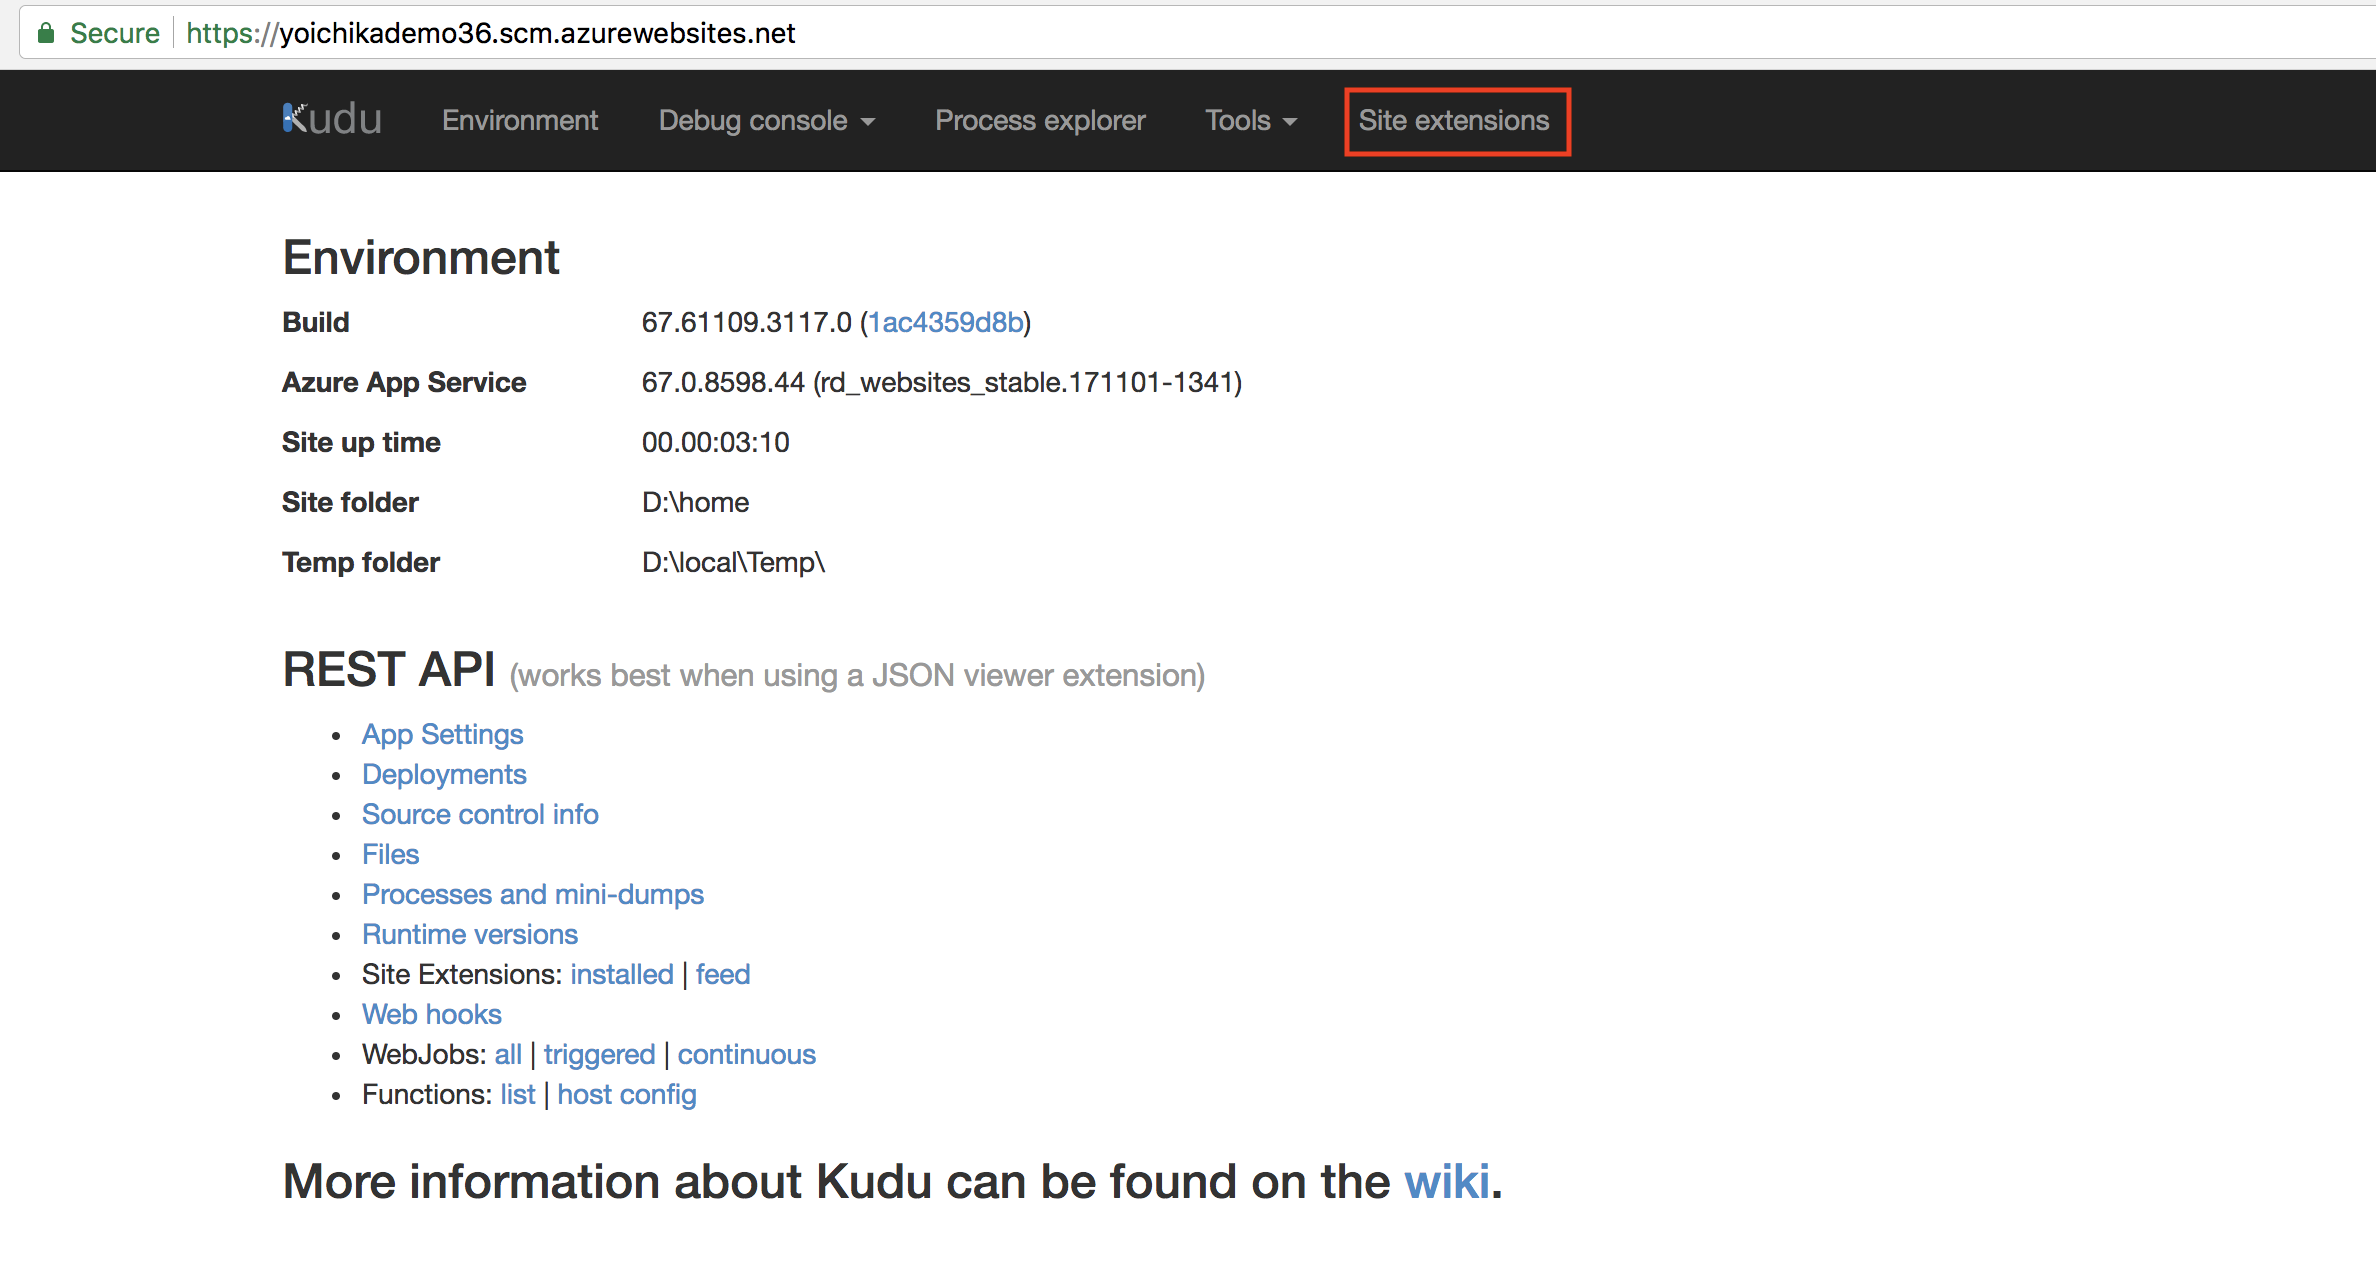 Secure https://yoichikademo36.scm.azurewebsites.net
Kudu Environment Debug console Process explorer Tools Site extensions
Environment
Build 67.61109.3117.0 (1ac4359d8b)
Azure App Service 67.0.8598.44 (rd_websites_stable.171101-1341)
Site up time 00.00:03:10
Site folder D:\home
Temp folder D:\local\Temp\
REST API (works best when using a JSON viewer extension)
• App Settings
• Deployments
• Source control info
• Files
• Processes and mini-dumps
• Runtime versions
• Site Extensions: installed | feed
• Web hooks
• WebJobs: all | triggered | continuous
• Functions: list | host config
More information about Kudu can be found on the wiki.